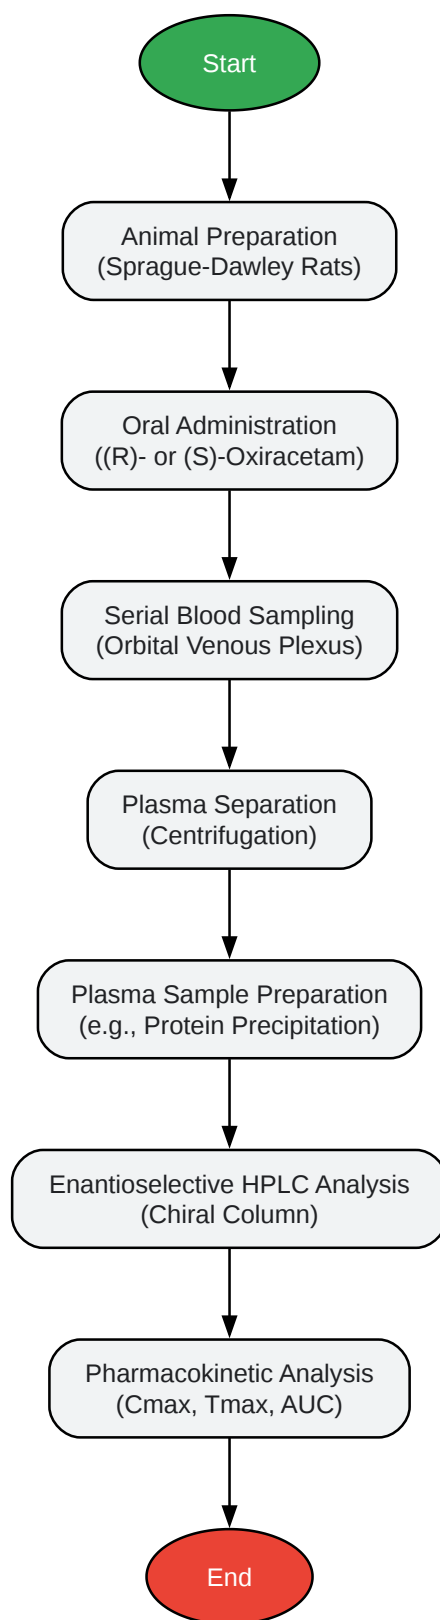 Start
Animal Preparation
(Sprague-Dawley Rats)
Oral Administration
((R)- or (S)-Oxiracetam)
Serial Blood Sampling
(Orbital Venous Plexus)
Plasma Separation
(Centrifugation)
Plasma Sample Preparation
(e.g., Protein Precipitation)
Enantioselective HPLC Analysis
(Chiral Column)
Pharmacokinetic Analysis
(Cmax, Tmax, AUC)
End